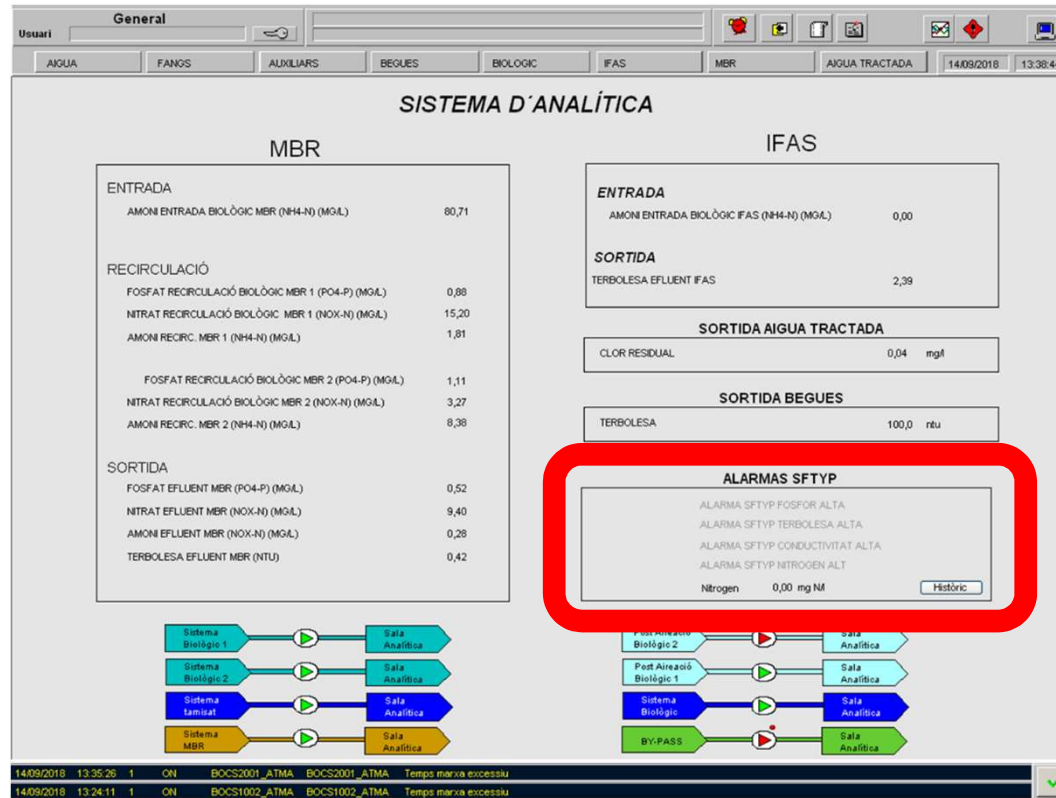 General
Usuari
AIGUA FANGS AUXILIARS BEGUES BIOLOGIC IFAS MBR AIGUA TRACTADA 14/09/2018 13:38:4
SISTEMA D´ANALÍTICA
MBR
ENTRADA
AMONI ENTRADA BIOLÒGIC MBR (NH4-N) (MG/L) 80,71
RECIRCULACIÓ
FOSFAT RECIRCULACIÓ BIOLÒGIC MBR 1 (PO4-P) (MG/L) 0,88
NITRAT RECIRCULACIÓ BIOLÒGIC MBR 1 (NOX-N) (MG/L) 15,20
AMONI RECIRC. MBR 1 (NH4-N) (MG/L) 1,81
FOSFAT RECIRCULACIÓ BIOLÒGIC MBR 2 (PO4-P) (MG/L) 1,11
NITRAT RECIRCULACIÓ BIOLÒGIC MBR 2 (NOX-N) (MG/L) 3,27
AMONI RECIRC. MBR 2 (NH4-N) (MG/L) 8,38
SORTIDA
FOSFAT EFLUENT MBR (PO4-P) (MG/L) 0,52
NITRAT EFLUENT MBR (NOX-N) (MG/L) 9,40
AMONI EFLUENT MBR (NOX-N) (MG/L) 0,28
TERBOLESA EFLUENT MBR (NTU) 0,42
IFAS
ENTRADA
AMONI ENTRADA BIOLÒGIC IFAS (NH4-N) (MG/L) 0,00
SORTIDA
TERBOLESA EFLUENT IFAS 2,39
SORTIDA AIGUA TRACTADA
CLOR RESIDUAL 0,04 mg/l
SORTIDA BEGUES
TERBOLESA 100,0 ntu
ALARMAS SFTYP
ALARMA SFTYP FOSFOR ALTA
ALARMA SFTYP TERBOLESA ALTA
ALARMA SFTYP CONDUCTIVITAT ALTA
ALARMA SFTYP NITROGEN ALT
Nitrogen 0,00 mg N/l Històric
Sistema Sala
Biològic 1 Analítica
Sistema Sala
Biològic 2 Analítica
Sistema Sala
tamisat Analítica
Sistema Sala
MBR Analítica
Post Aireació Sala
Biològic 2 Analítica
Post Aireació Sala
Biològic 1 Analítica
Sistema Sala
Biològic Analítica
BY-PASS Sala
Analítica
14/09/2018 13:35:26 1 ON BOCS2001_ATMA BOCS2001_ATMA Temps marxa excessiu
14/09/2018 13:24:11 1 ON BOCS1002_ATMA BOCS1002_ATMA Temps marxa excessiu